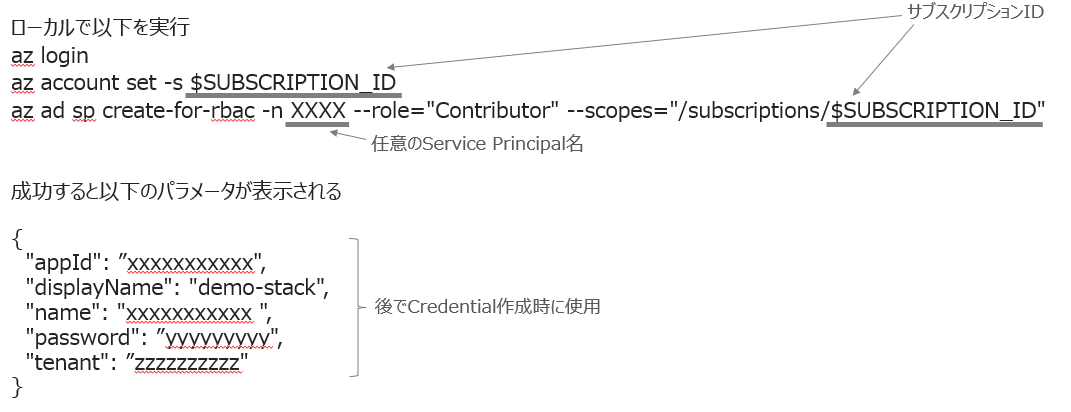 サブスクリプションID
ローカルで以下を実行
az login
az account set -s $SUBSCRIPTION_ID
az ad sp create-for-rbac -n XXXX --role="Contributor" --scopes="/subscriptions/$SUBSCRIPTION_ID"
任意のService Principal名
成功すると以下のパラメータが表示される
{
"appId": ”xxxxxxxxxxx",
"displayName": "demo-stack",
"name": "xxxxxxxxxxx ",
"password": ”yyyyyyyyy",
"tenant": ”zzzzzzzzzz"
}
後でCredential作成時に使用